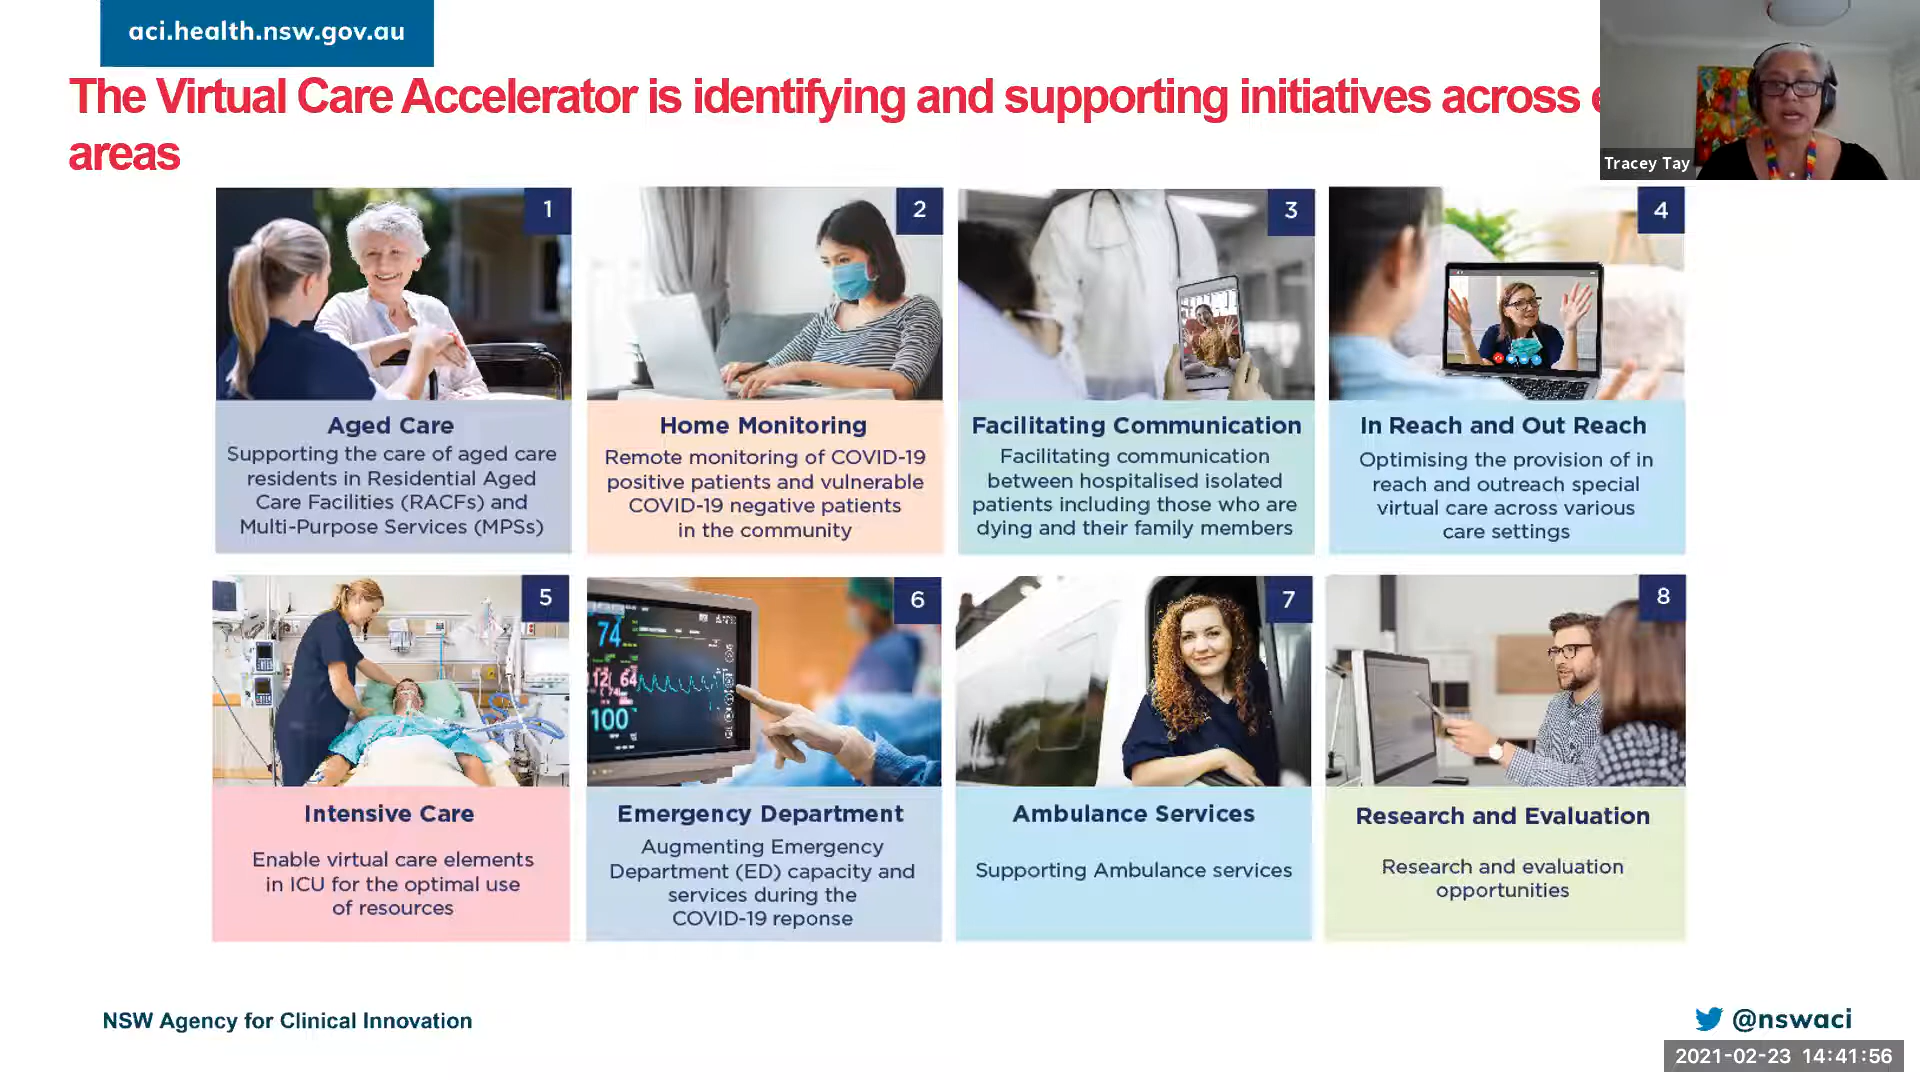 aci.health.nsw.gov.au
The Virtual Care Accelerator is identifying and supporting initiatives across
areas
Tracey Tay
1
2
3
4
Aged Care
Supporting the care of aged care
residents in Residential Aged
Care Facilities (RACFs) and
Multi-Purpose Services (MPSs)
Home Monitoring
Remote monitoring of COVID-19
positive patients and vulnerable
COVID-19 negative patients
in the community
Facilitating Communication
Facilitating communication
between hospitalised isolated
patients including those who are
dying and their family members
In Reach and Out Reach
Optimising the provision of in
reach and outreach special
virtual care across various
care settings
5
6
7
8
74
64
100
Intensive Care
Enable virtual care elements
in ICU for the optimal use
of resources
Emergency Department
Augmenting Emergency
Department (ED) capacity and
services during the
COVID-19 reponse
Ambulance Services
Supporting Ambulance services
Research and Evaluation
Research and evaluation
opportunities
NSW Agency for Clinical Innovation
@nswaci
2021-02-23 14:41:56